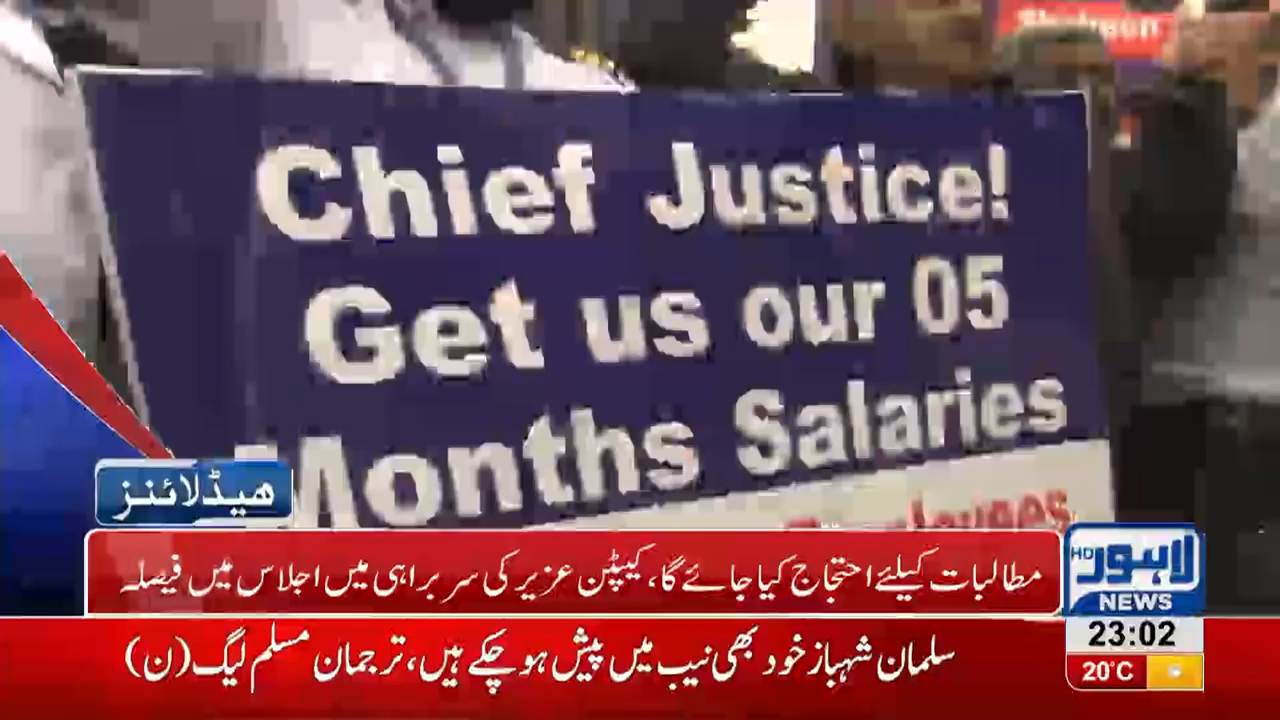 Shaheen
Chief Justice!
Get us our 05
Months Salaries
ھیڈلائنز
مطالبات کیلئے احتجاج کیا جائے گا، کیپٹن عزیر کی سربراہی میں اجلاس میں فیصلہ
سلمان شہباز خود بھی نیب میں پیش ہو چکے ہیں، ترجمان مسلم لیگ (ن)
لاہور HD
NEWS
23:02
20°C